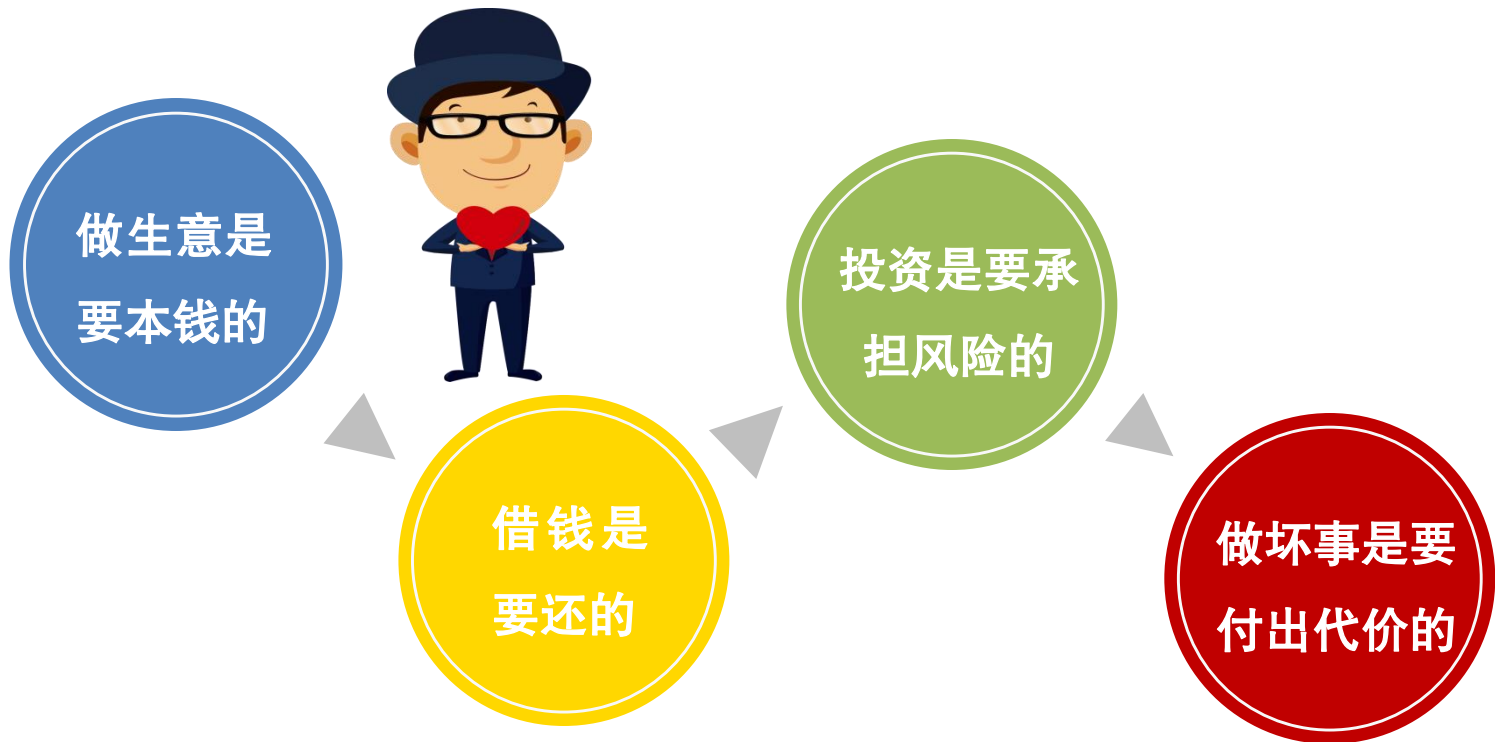 做生意是
要本钱的
借钱是
要还的
投资是要承
担风险的
做坏事是要
付出代价的